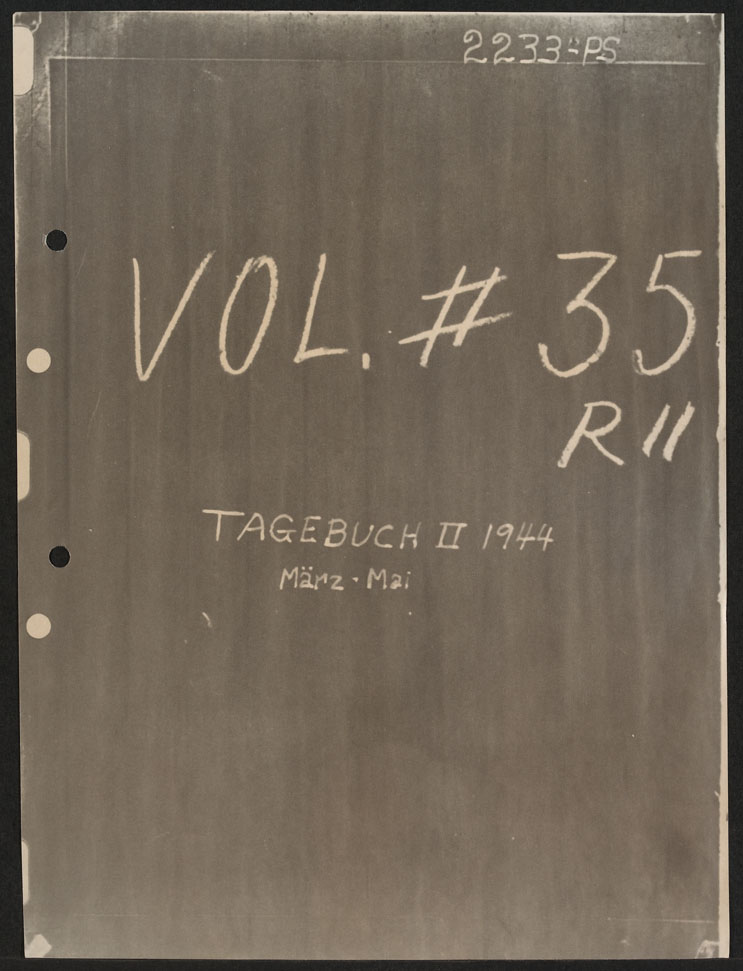 2233-PS
VOL. # 35
R II
TAGEBUCH II 1944
März - Mai